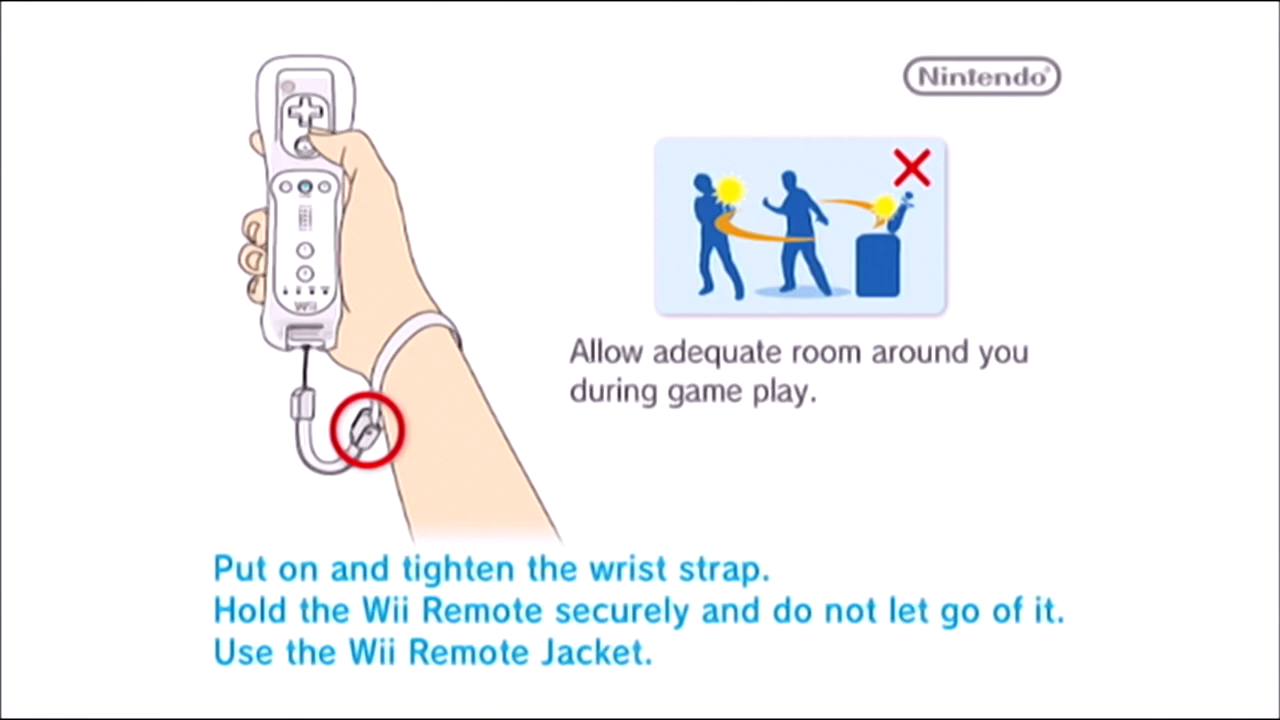 Nintendo®
Wii
Allow adequate room around you
during game play.
Put on and tighten the wrist strap.
Hold the Wii Remote securely and do not let go of it.
Use the Wii Remote Jacket.